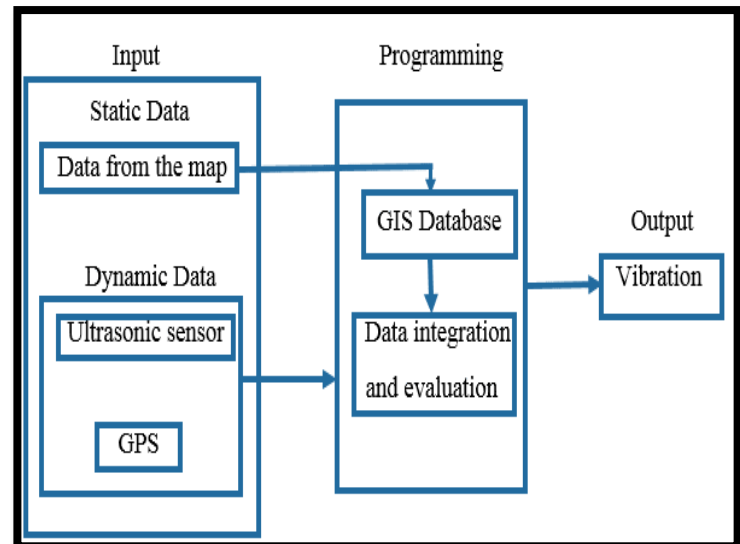 Input
Programming
Static Data
Data from the map
GIS Database
Output
Dynamic Data
Vibration
Ultrasonic sensor
Data integration
and evaluation
GPS